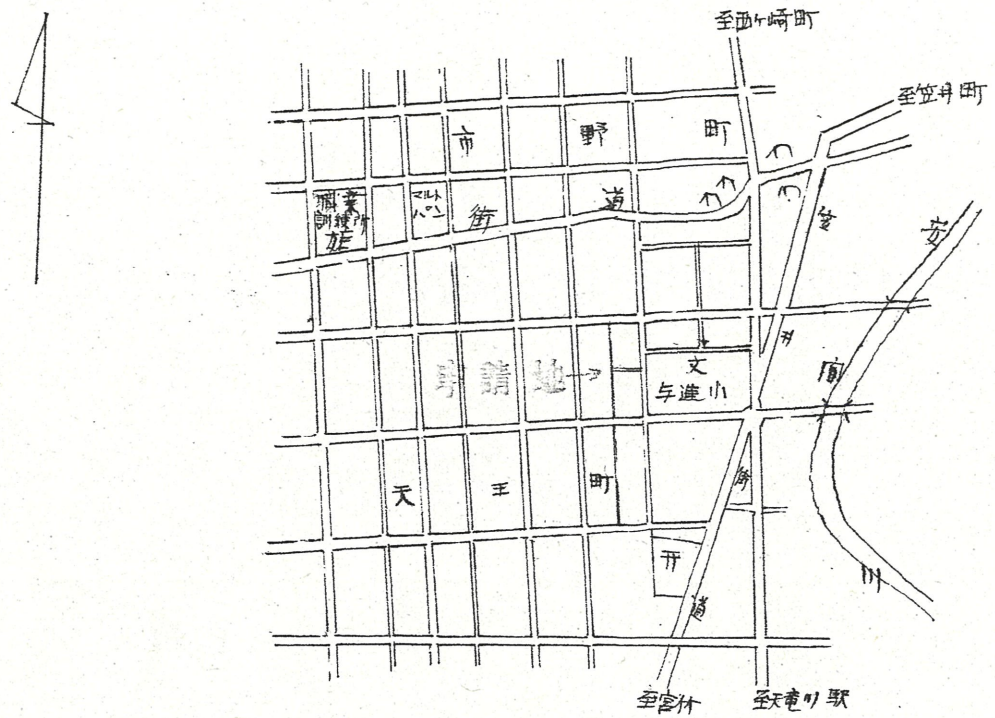 至西ヶ崎町
至笠井町
市野町
職業
訓練所
マルト
パン
街道
笠井街道
安間川
申請地
文
与進小
天王町
至宮竹
至天竜川駅